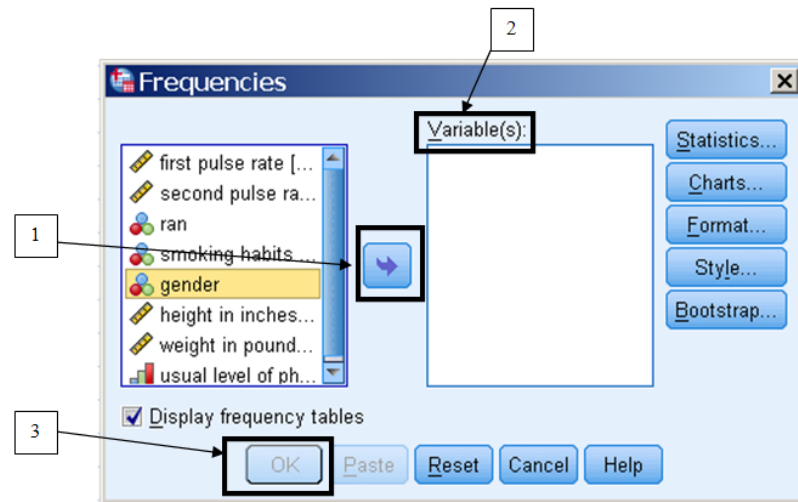 2
Frequencies
Variable(s):
first pulse rate [...
second pulse ra...
ran
smoking habits ...
gender
height in inches...
weight in pound...
usual level of ph...
Statistics...
Charts...
Format...
Style...
Bootstrap...
1
Display frequency tables
3
OK Paste Reset Cancel Help